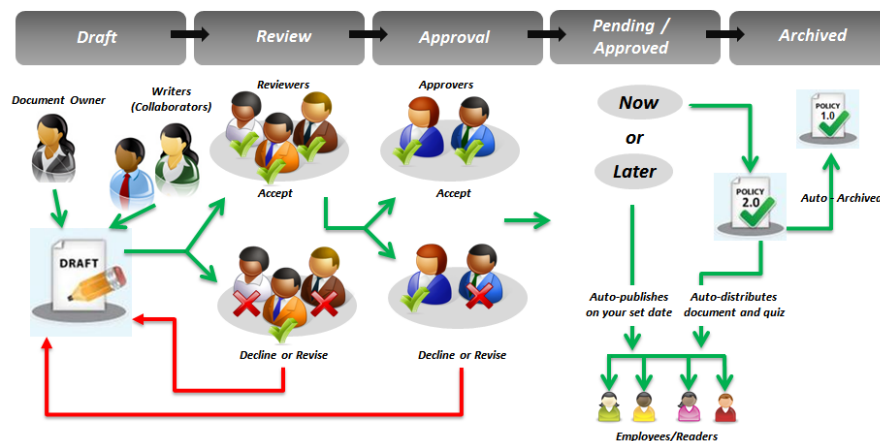 Draft
Review
Approval
Pending /
Approved
Archived
Document Owner
Writers
(Collaborators)
Reviewers
Accept
Approvers
Accept
Now
or
Later
POLICY
1.0
POLICY
2.0
Auto - Archived
DRAFT
Decline or Revise
Decline or Revise
Auto-publishes
on your set date
Auto-distributes
document and quiz
Employees/Readers